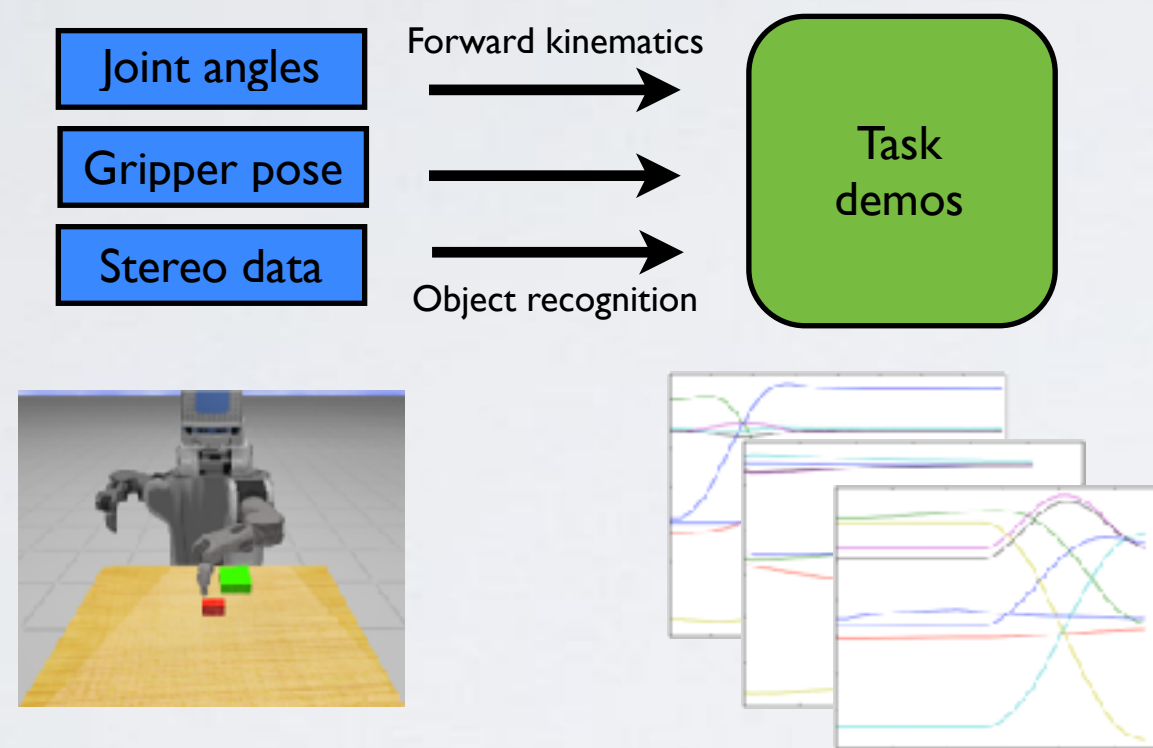 Joint angles
Forward kinematics
Gripper pose
Stereo data
Object recognition
Task
demos